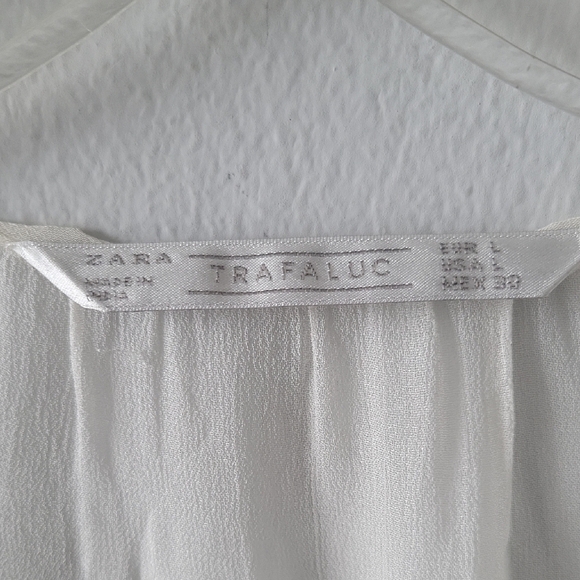 ZARA
MADE IN
INDIA
TRAFALUC
EUR L
USA L
MEX 30